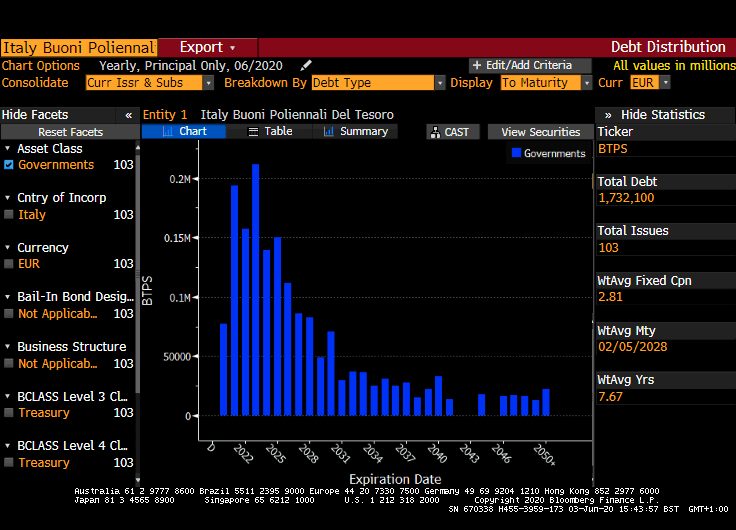 Italy Buoni Poliennal Export Debt Distribution
Chart Options Yearly, Principal Only, 06/2020 + Edit/Add Criteria All values in millions
Consolidate Curr Issr & Subs Breakdown By Debt Type Display To Maturity Curr EUR
Hide Facets « Entity 1 Italy Buoni Poliennali Del Tesoro » Hide Statistics
Reset Facets Chart Table Summary CAST View Securities
Asset Class
Governments 103
Cntry of Incorp
Italy 103
Currency
EUR 103
Bail-In Bond Desig...
Not Applicab... 103
Business Structure
Not Applicab... 103
BCLASS Level 3 Cl...
Treasury 103
BCLASS Level 4 Cl...
Treasury 103
Governments
BTPS
0.2M
0.15M
0.1M
50000
0
D 2022 2025 2028 2031 2034 2037 2040 2043 2046 2050+
Expiration Date
Ticker
BTPS
Total Debt
1,732,100
Total Issues
103
WtAvg Fixed Cpn
2.81
WtAvg Mty
02/05/2028
WtAvg Yrs
7.67
Australia 61 2 9777 8600 Brazil 5511 2395 9000 Europe 44 20 7330 7500 Germany 49 69 9204 1210 Hong Kong 852 2977 6000
Japan 81 3 4565 8900 Singapore 65 6212 1000 U.S. 1 212 318 2000 Copyright 2020 Bloomberg Finance L.P.
SN 670338 H455-3959-173 03-Jun-20 15:43:57 BST GMT+1:00